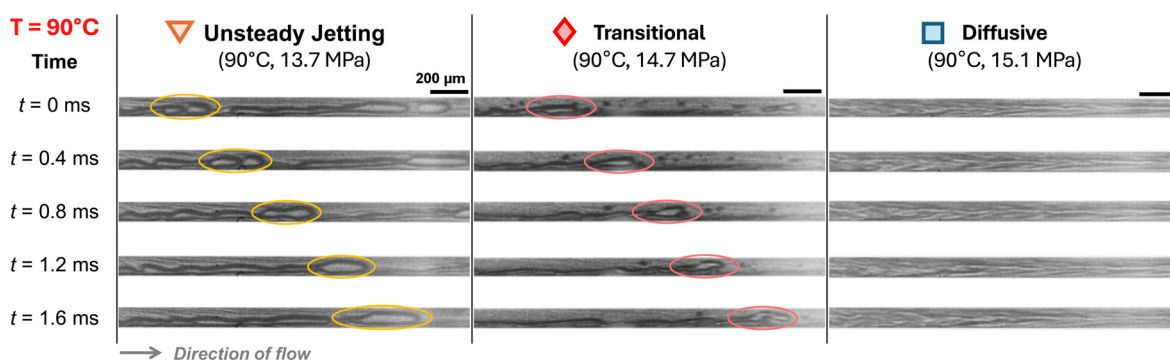 T = 90°C
Time
Unsteady Jetting
(90°C, 13.7 MPa)
200 µm
Transitional
(90°C, 14.7 MPa)
Diffusive
(90°C, 15.1 MPa)
t = 0 ms
t = 0.4 ms
t = 0.8 ms
t = 1.2 ms
t = 1.6 ms
Direction of flow